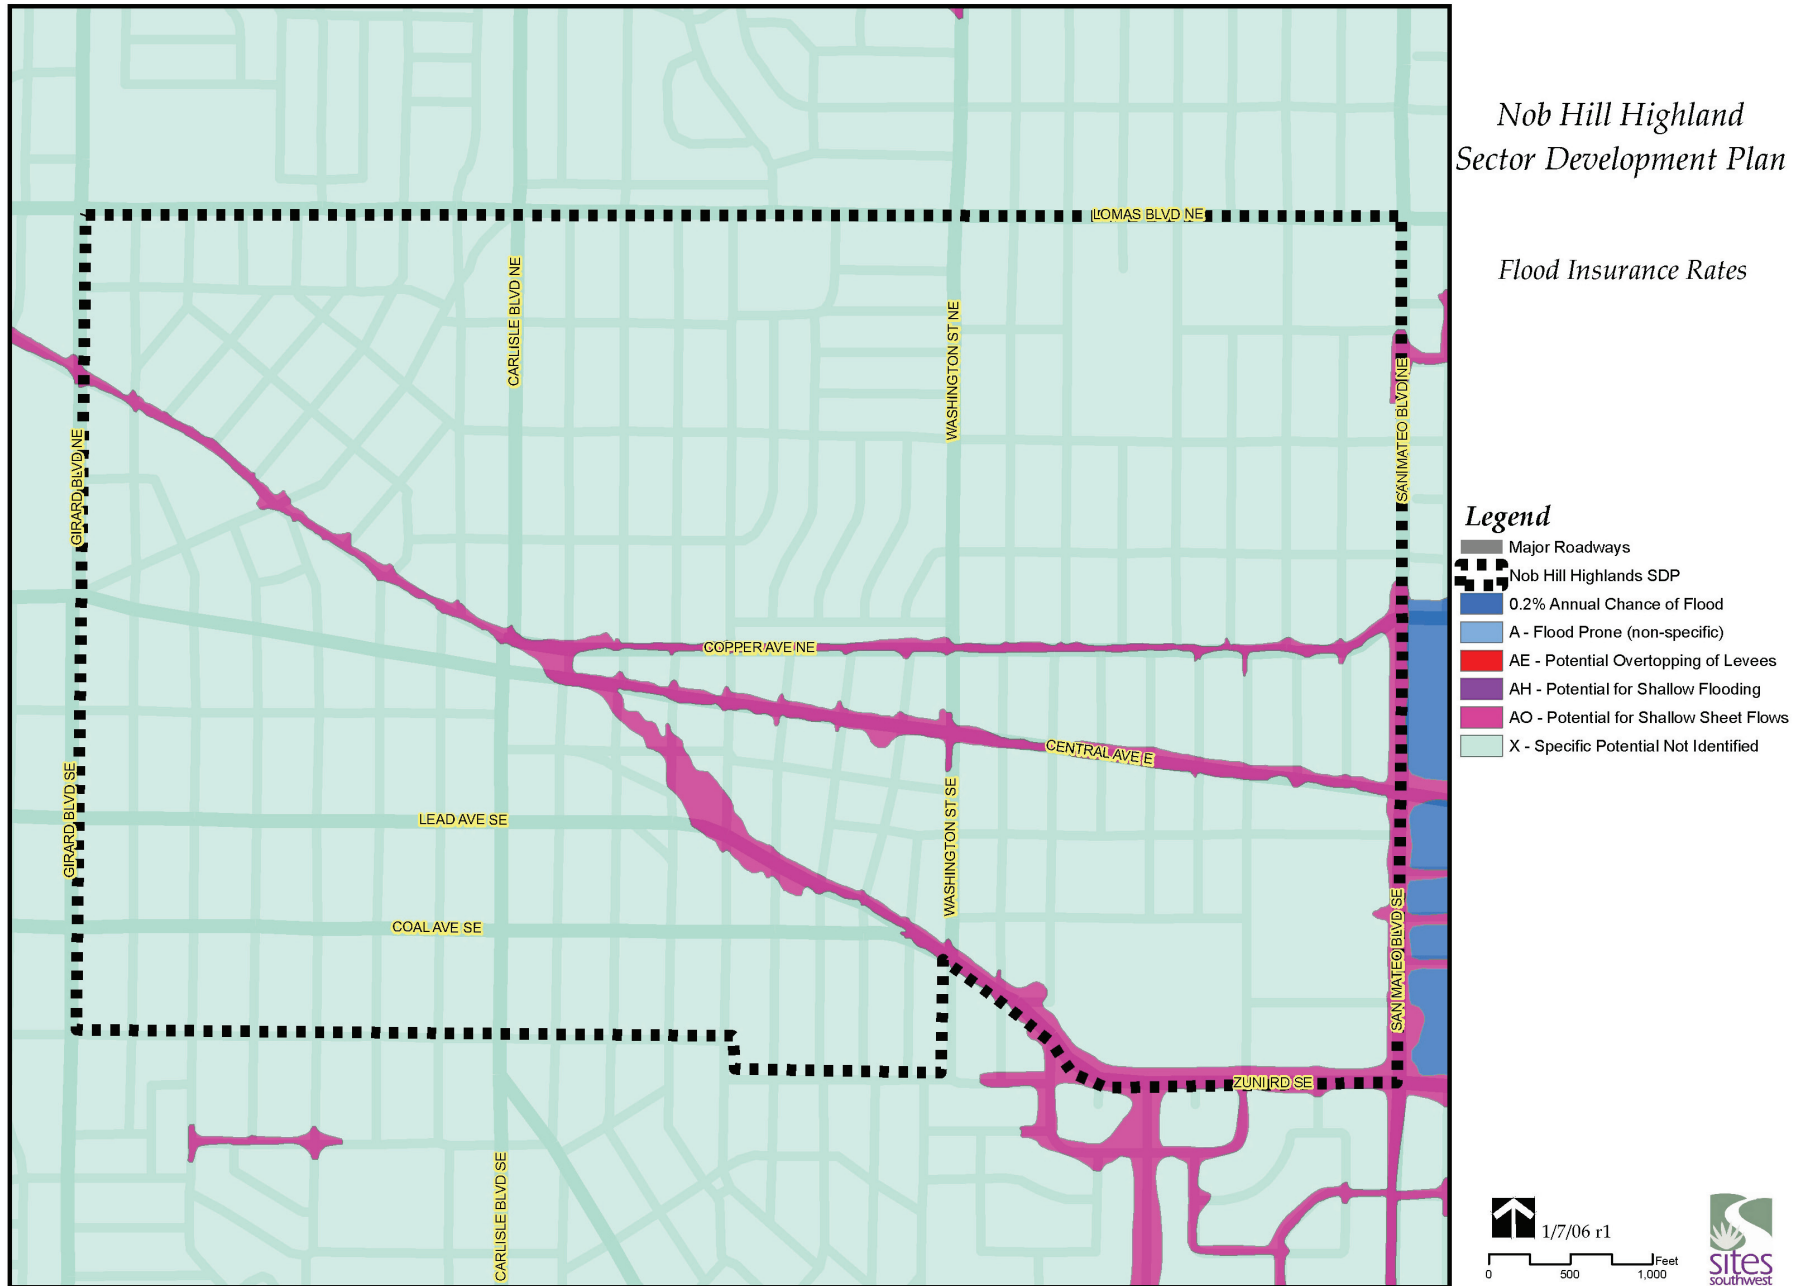 Nob Hill Highland
Sector Development Plan
Flood Insurance Rates
LOMAS BLVD NE
CARLISLE BLVD NE
WASHINGTON ST NE
SAN MATEO BLVD NE
GIRARD BLVD NE
COPPER AVE NE
CENTRAL AVE E
GIRARD BLVD SE
LEAD AVE SE
WASHINGTON ST SE
COAL AVE SE
SAN MATEO BLVD SE
ZUNI RD SE
CARLISLE BLVD SE
Legend
Major Roadways
Nob Hill Highlands SDP
0.2% Annual Chance of Flood
A - Flood Prone (non-specific)
AE - Potential Overtopping of Levees
AH - Potential for Shallow Flooding
AO - Potential for Shallow Sheet Flows
X - Specific Potential Not Identified
1/7/06 r1
Feet
0 500 1,000
sites
southwest